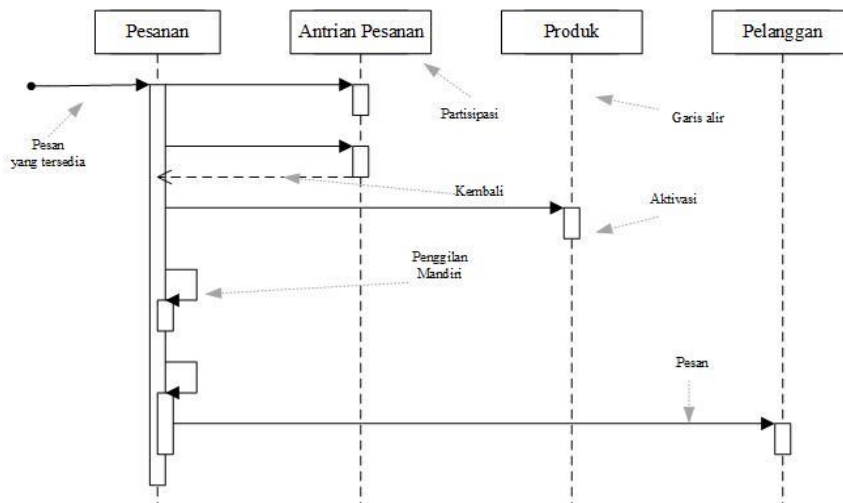 Pesanan
Antrian Pesanan
Produk
Pelanggan
Partisipasi
Garis alir
Pesan
yang tersedia
Kembali
Aktivasi
Penggilan
Mandiri
Pesan